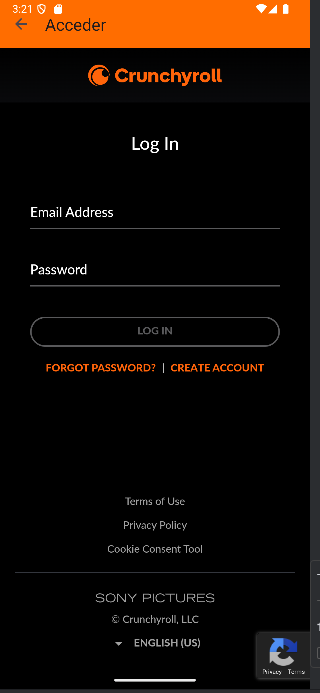 3:21
Acceder
Crunchyroll
Log In
Email Address
Password
LOG IN
FORGOT PASSWORD? | CREATE ACCOUNT
Terms of Use
Privacy Policy
Cookie Consent Tool
SONY PICTURES
© Crunchyroll, LLC
ENGLISH (US)
Privacy - Terms